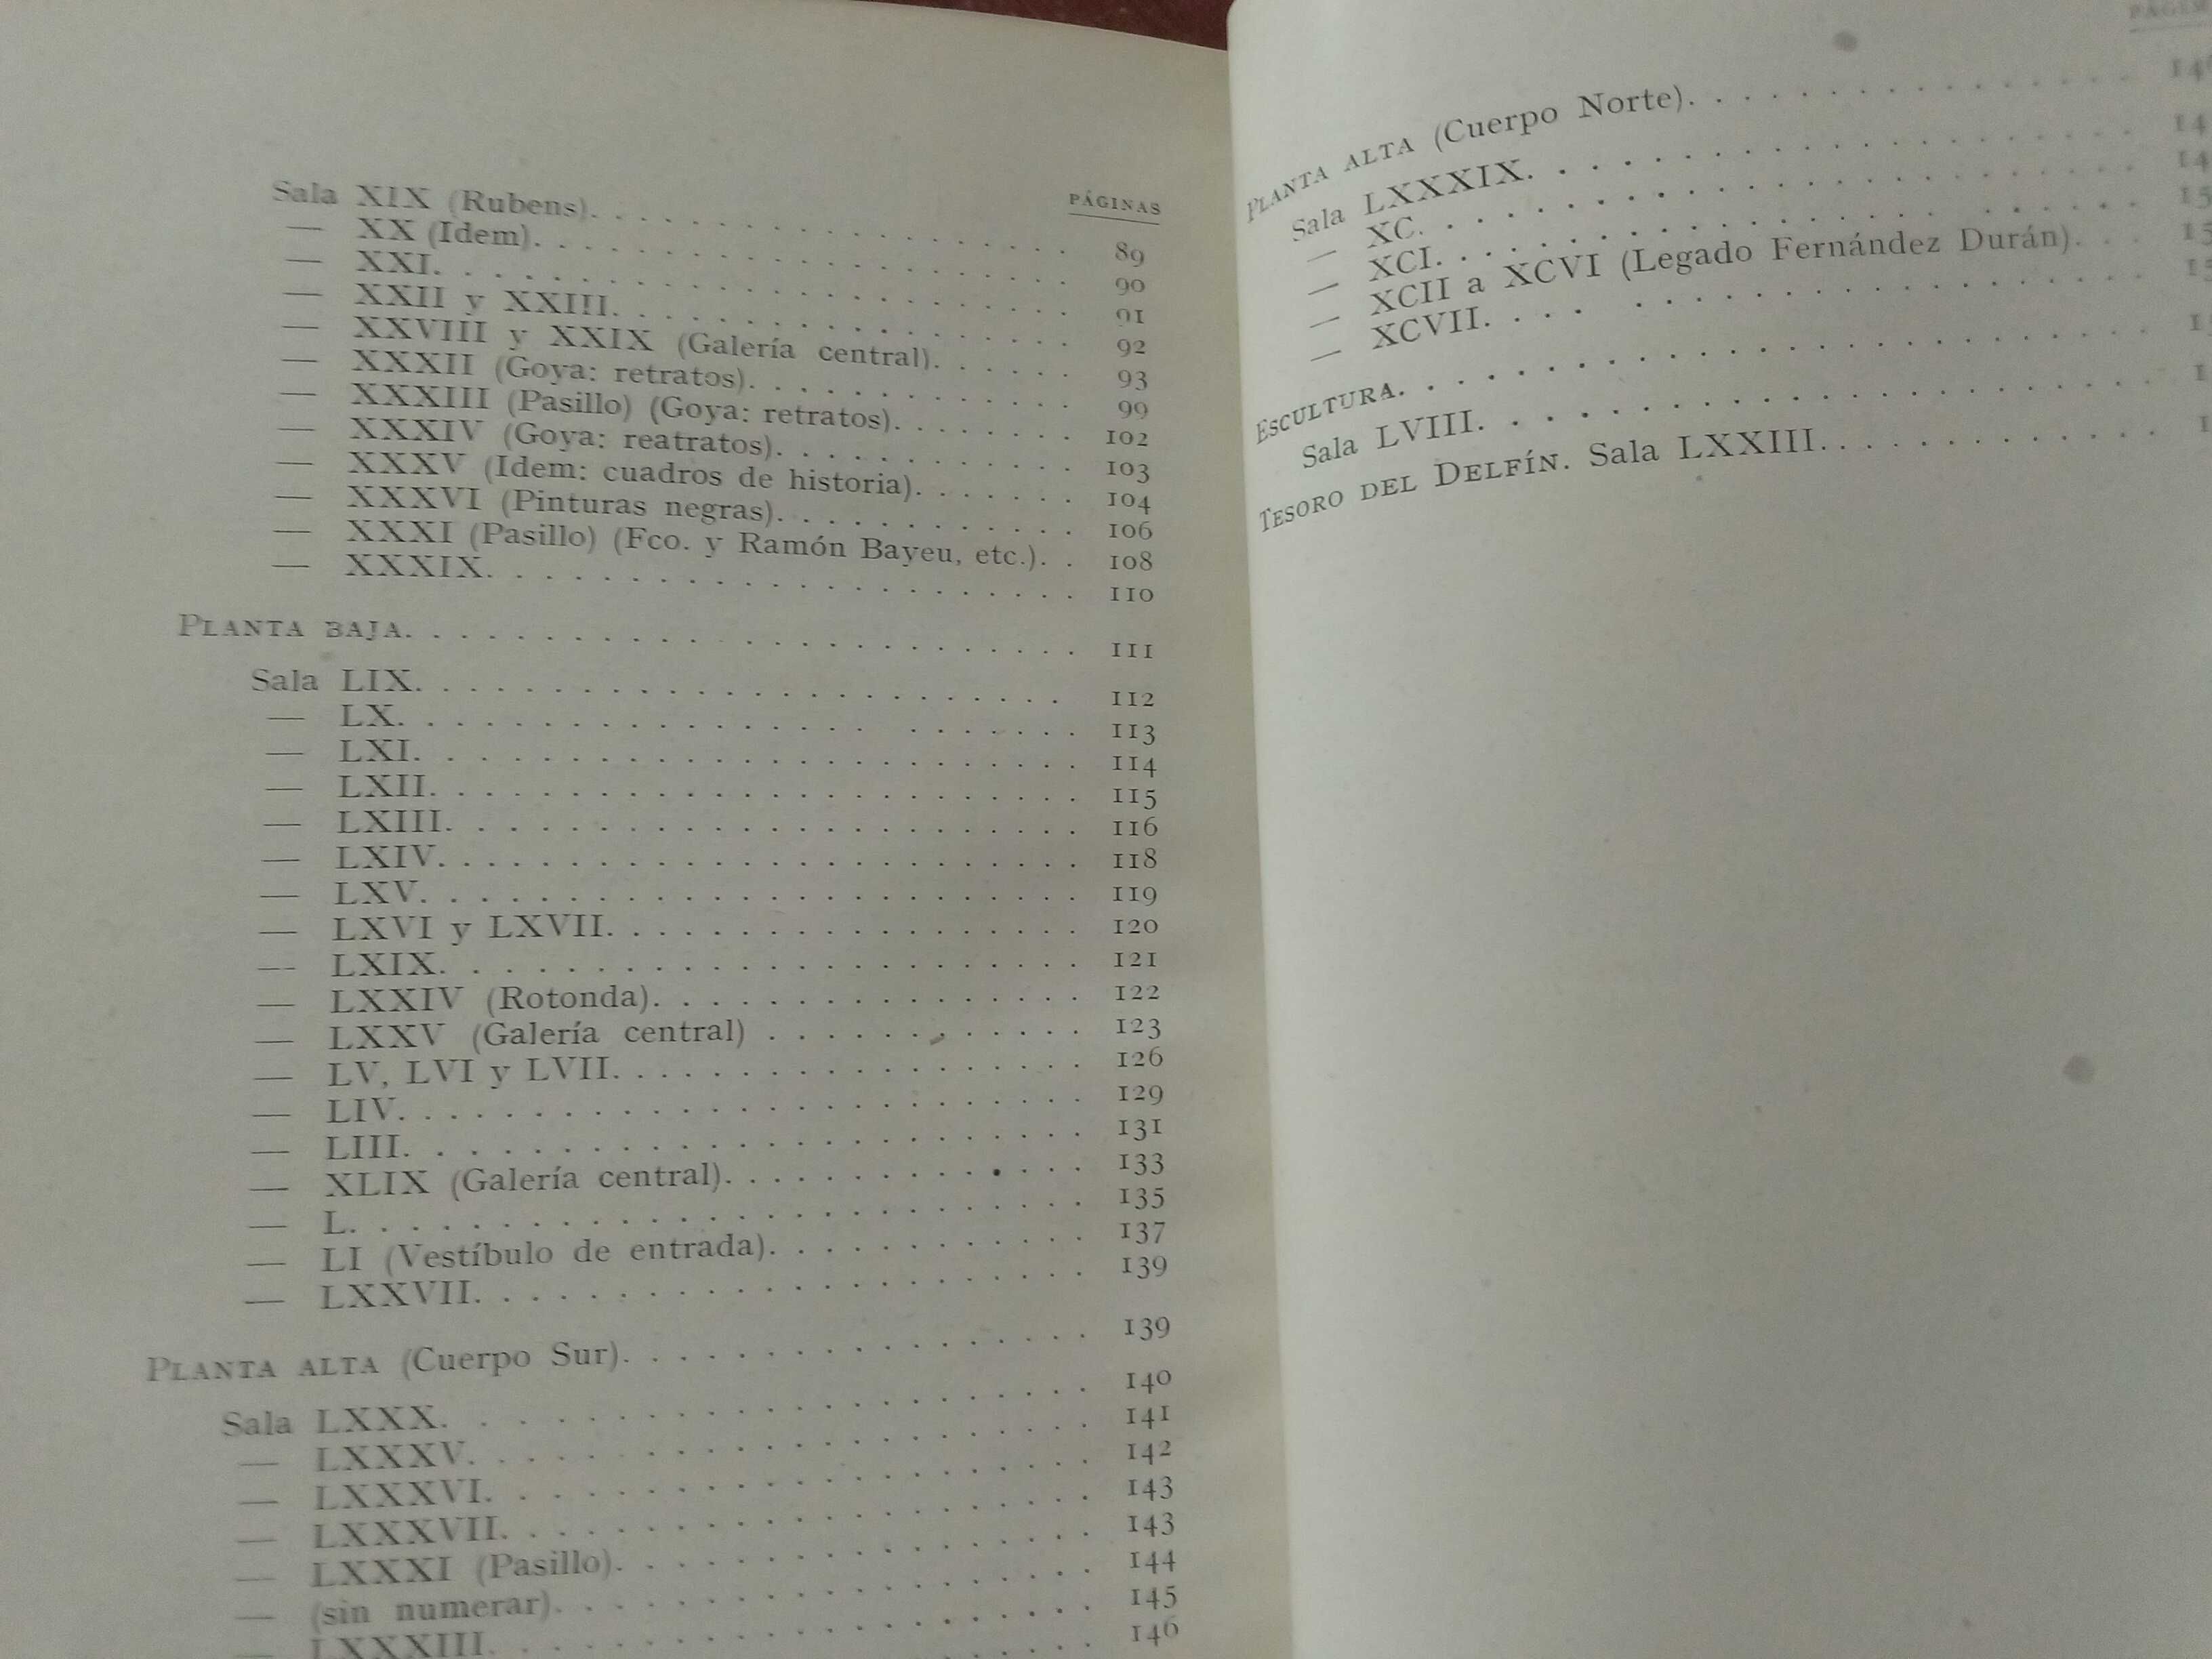 PÁGINAS
Sala XIX (Rubens). . . . . . . . . . . . . . . . 89
— XX (Idem). . . . . . . . . . . . . . . . . . 90
— XXI. . . . . . . . . . . . . . . . . . . . . 91
— XXII y XXIII. . . . . . . . . . . . . . . . 92
— XXVIII y XXIX (Galería central). . . . . . 93
— XXXII (Goya: retratos). . . . . . . . . . . 99
— XXXIII (Pasillo) (Goya: retratos). . . . . . . 102
— XXXIV (Goya: reatratos). . . . . . . . . . . 103
— XXXV (Idem: cuadros de historia). . . . . . . 104
— XXXVI (Pinturas negras). . . . . . . . . . . 106
— XXXI (Pasillo) (Fco. y Ramón Bayeu, etc.). . 108
— XXXIX. . . . . . . . . . . . . . . . . . . . 110
PLANTA BAJA. . . . . . . . . . . . . . . . . . . . 111
Sala LIX. . . . . . . . . . . . . . . . . . . . . 112
— LX. . . . . . . . . . . . . . . . . . . . . . 113
— LXI. . . . . . . . . . . . . . . . . . . . . 114
— LXII. . . . . . . . . . . . . . . . . . . . . 115
— LXIII. . . . . . . . . . . . . . . . . . . . 116
— LXIV. . . . . . . . . . . . . . . . . . . . . 118
— LXV. . . . . . . . . . . . . . . . . . . . . 119
— LXVI y LXVII. . . . . . . . . . . . . . . . . 120
— LXIX. . . . . . . . . . . . . . . . . . . . . 121
— LXXIV (Rotonda). . . . . . . . . . . . . . . 122
— LXXV (Galería central) . . . . . . . . . . . 123
— LV, LVI y LVII. . . . . . . . . . . . . . . . 126
— LIV. . . . . . . . . . . . . . . . . . . . . 129
— LIII. . . . . . . . . . . . . . . . . . . . . 131
— XLIX (Galería central). . . . . . . . . . . . 133
— L. . . . . . . . . . . . . . . . . . . . . . 135
— LI (Vestíbulo de entrada). . . . . . . . . . . 137
— LXXVII. . . . . . . . . . . . . . . . . . . . 139
PLANTA ALTA (Cuerpo Sur). . . . . . . . . . . . . . 139
Sala LXXX. . . . . . . . . . . . . . . . . . . . 140
— LXXXV. . . . . . . . . . . . . . . . . . . . 141
— LXXXVI. . . . . . . . . . . . . . . . . . . . 142
— LXXXVII. . . . . . . . . . . . . . . . . . . 143
— LXXXI (Pasillo). . . . . . . . . . . . . . . 143
— (sin numerar). . . . . . . . . . . . . . . . 144
— LXXXIII. . . . . . . . . . . . . . . . . . . 145
146
PLANTA ALTA (Cuerpo Norte). . . . . . . . . . . . .
Sala LXXXIX. . . . . . . . . . . . . . . . . .
— XC. . . . . . . . . . . . . . . . . . . .
— XCI. . . . . . . . . . . . . . . . . . .
— XCII a XCVI (Legado Fernández Durán). . .
— XCVII. . . . . . . . . . . . . . . . . .
ESCULTURA. . . . . . . . . . . . . . . . . . . .
Sala LVIII. . . . . . . . . . . . . . . . . .
TESORO DEL DELFÍN. Sala LXXIII. . . . . . . . . .